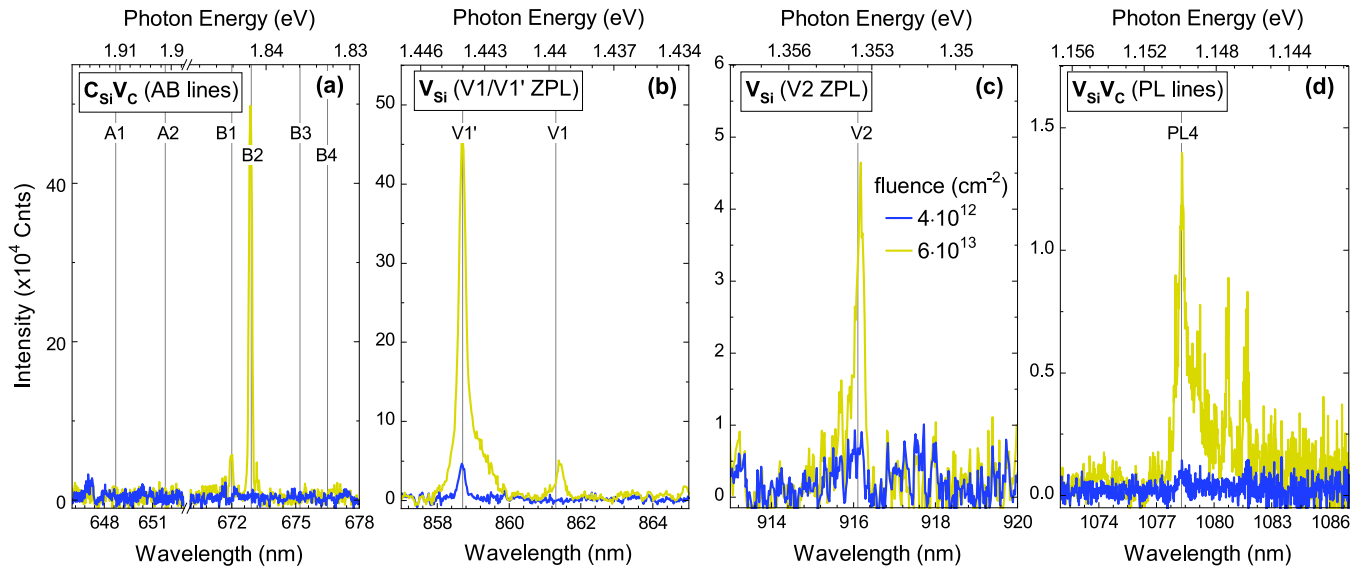 Photon Energy (eV)
1.91 1.9 1.84 1.83
C_Si V_C (AB lines)
(a)
A1 A2 B1 B3
B2 B4
Intensity (x10^4 Cnts)
40
20
0
648 651 672 675 678
Wavelength (nm)
Photon Energy (eV)
1.446 1.443 1.44 1.437 1.434
V_Si (V1/V1' ZPL)
(b)
V1' V1
50
40
30
20
10
0
858 860 862 864
Wavelength (nm)
Photon Energy (eV)
1.356 1.353 1.35
V_Si (V2 ZPL)
(c)
V2
fluence (cm^-2)
4·10^12
6·10^13
6
5
4
3
2
1
0
914 916 918 920
Wavelength (nm)
Photon Energy (eV)
1.156 1.152 1.148 1.144
V_Si V_C (PL lines)
(d)
PL4
1.5
1.0
0.5
0.0
1074 1077 1080 1083 1086
Wavelength (nm)